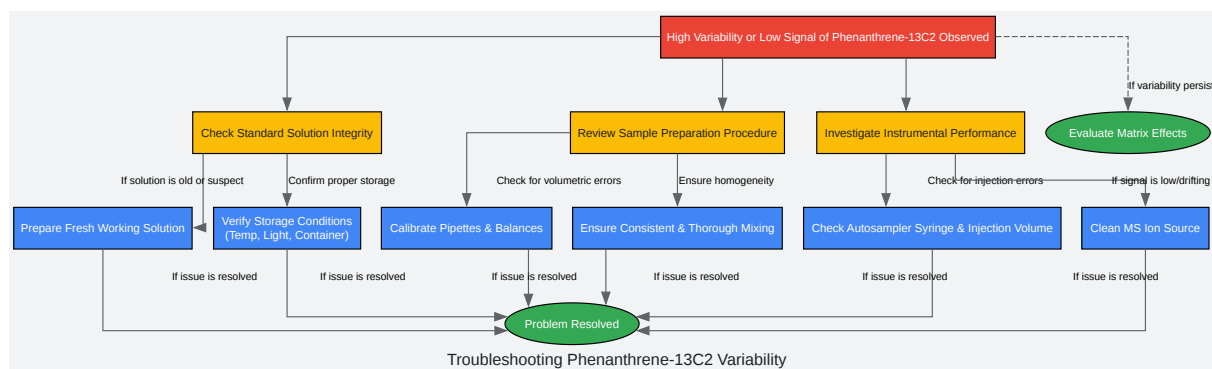 High Variability or Low Signal of Phenanthrene-13C2 Observed
If variability persist
Check Standard Solution Integrity
Review Sample Preparation Procedure
Investigate Instrumental Performance
Evaluate Matrix Effects
If solution is old or suspect
Confirm proper storage
Check for volumetric errors
Ensure homogeneity
Check for injection errors
If signal is low/drifting
Prepare Fresh Working Solution
Verify Storage Conditions
(Temp, Light, Container)
Calibrate Pipettes & Balances
Ensure Consistent & Thorough Mixing
Check Autosampler Syringe & Injection Volume
Clean MS Ion Source
If issue is resolved
If issue is resolved
If issue is resolved
If issue is resolved
If issue is resolved
If issue is resolved
Problem Resolved
Troubleshooting Phenanthrene-13C2 Variability